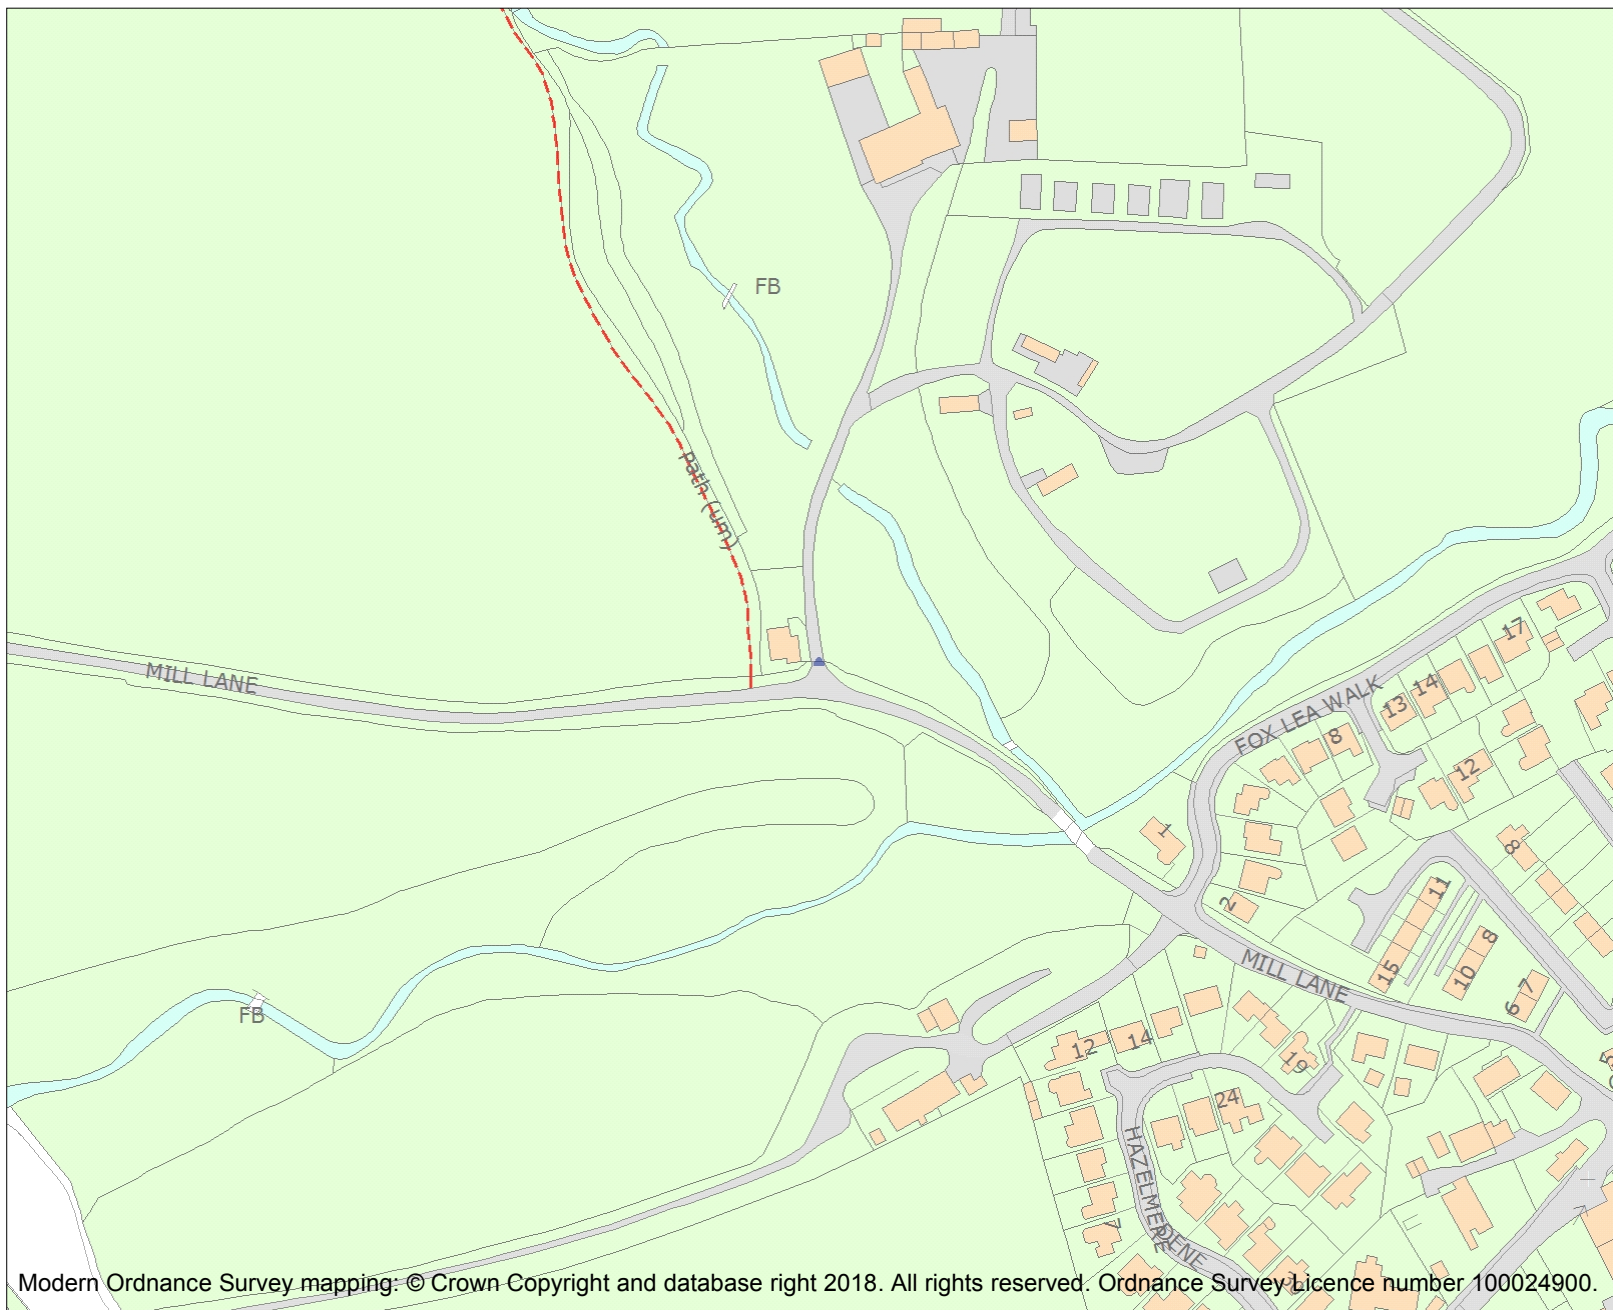 FB
Path (um)
MILL LANE
FOX LEA WALK
17
14
13
8
12
1
2
8
11
15
8
10
7
6
MILL LANE
FB
12
14
19
24
HAZELMERE
DENE
7
5
Modern Ordnance Survey mapping: © Crown Copyright and database right 2018. All rights reserved. Ordnance Survey Licence number 100024900.